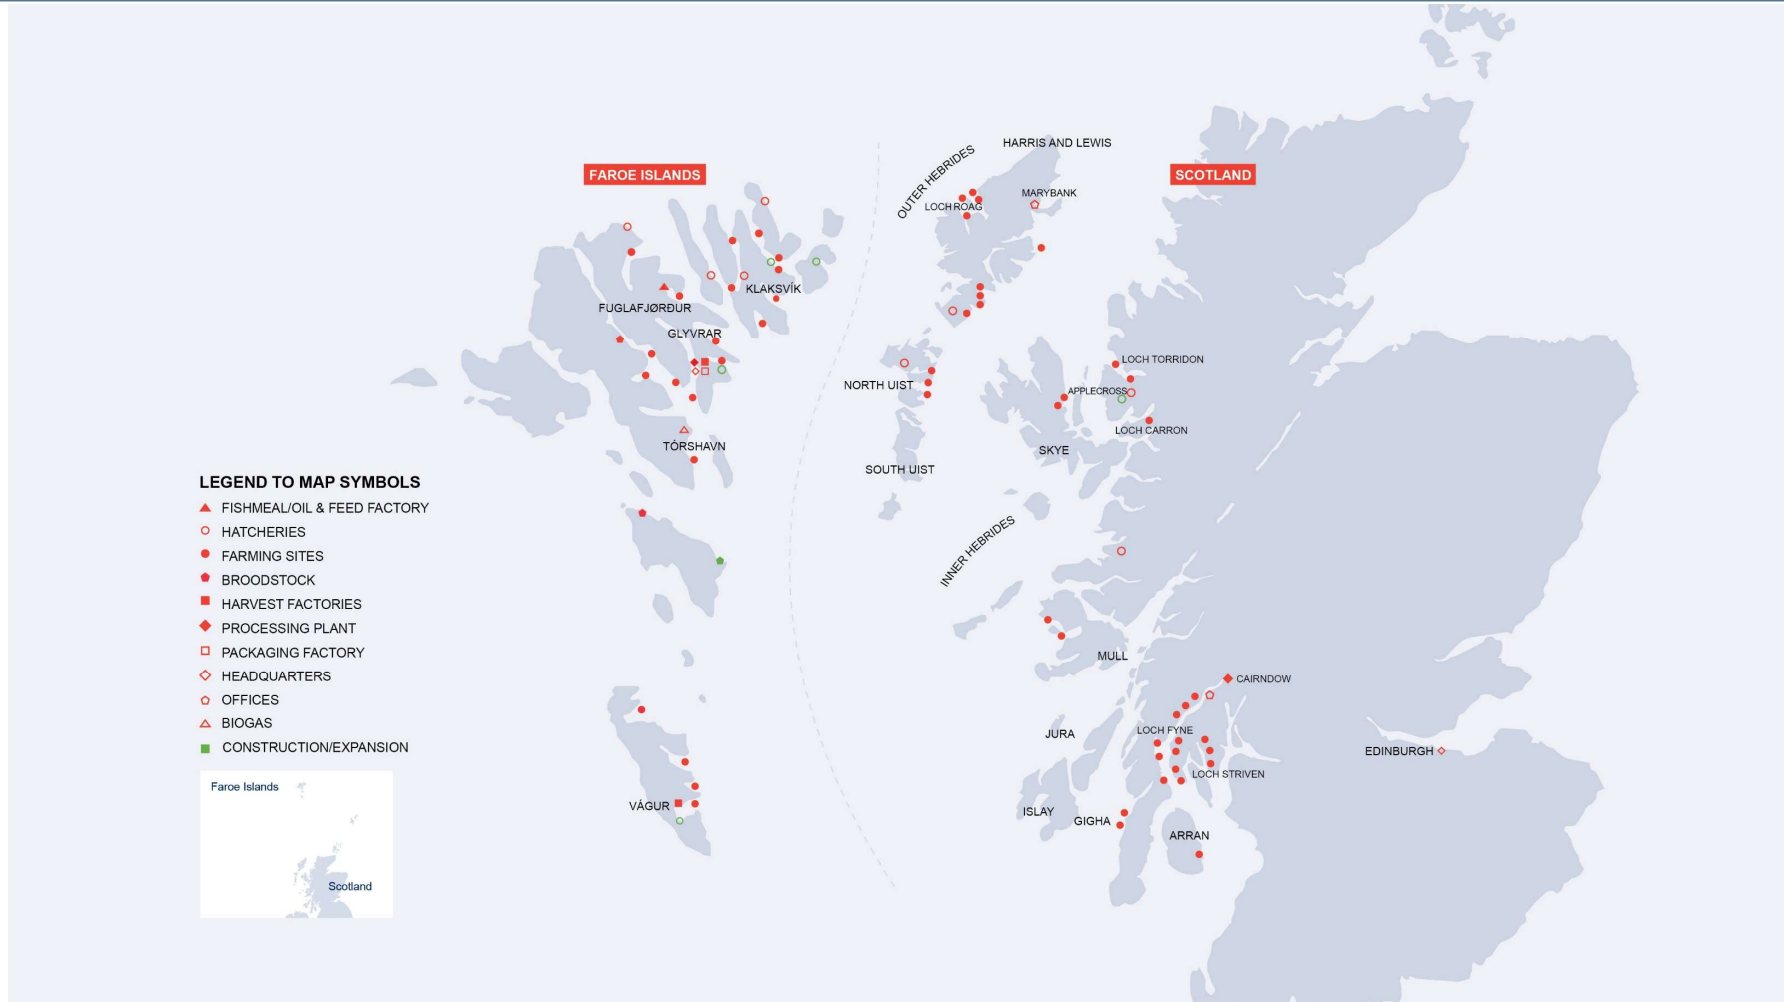 FAROE ISLANDS
FUGLAFJØRÐUR
KLAKSVÍK
GLYVRAR
TÓRSHAVN
VÁGUR
LEGEND TO MAP SYMBOLS
FISHMEAL/OIL & FEED FACTORY
HATCHERIES
FARMING SITES
BROODSTOCK
HARVEST FACTORIES
PROCESSING PLANT
PACKAGING FACTORY
HEADQUARTERS
OFFICES
BIOGAS
CONSTRUCTION/EXPANSION
Faroe Islands
Scotland
SCOTLAND
HARRIS AND LEWIS
OUTER HEBRIDES
MARYBANK
LOCH ROAG
NORTH UIST
SOUTH UIST
LOCH TORRIDON
APPLECROSS
LOCH CARRON
SKYE
INNER HEBRIDES
MULL
CAIRNDOW
JURA
LOCH FYNE
EDINBURGH
LOCH STRIVEN
ISLAY
GIGHA
ARRAN